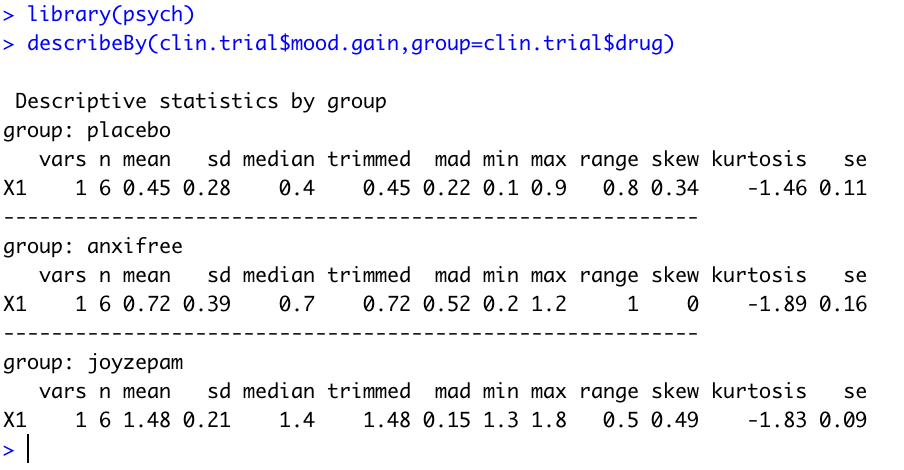 > library(psych)
> describeBy(clin.trial$mood.gain,group=clin.trial$drug)
Descriptive statistics by group
group: placebo
vars n mean sd median trimmed mad min max range skew kurtosis se
X1 1 6 0.45 0.28 0.4 0.45 0.22 0.1 0.9 0.8 0.34 -1.46 0.11
----------------------------------------------------------
group: anxifree
vars n mean sd median trimmed mad min max range skew kurtosis se
X1 1 6 0.72 0.39 0.7 0.72 0.52 0.2 1.2 1 0 -1.89 0.16
----------------------------------------------------------
group: joyzepam
vars n mean sd median trimmed mad min max range skew kurtosis se
X1 1 6 1.48 0.21 1.4 1.48 0.15 1.3 1.8 0.5 0.49 -1.83 0.09
>